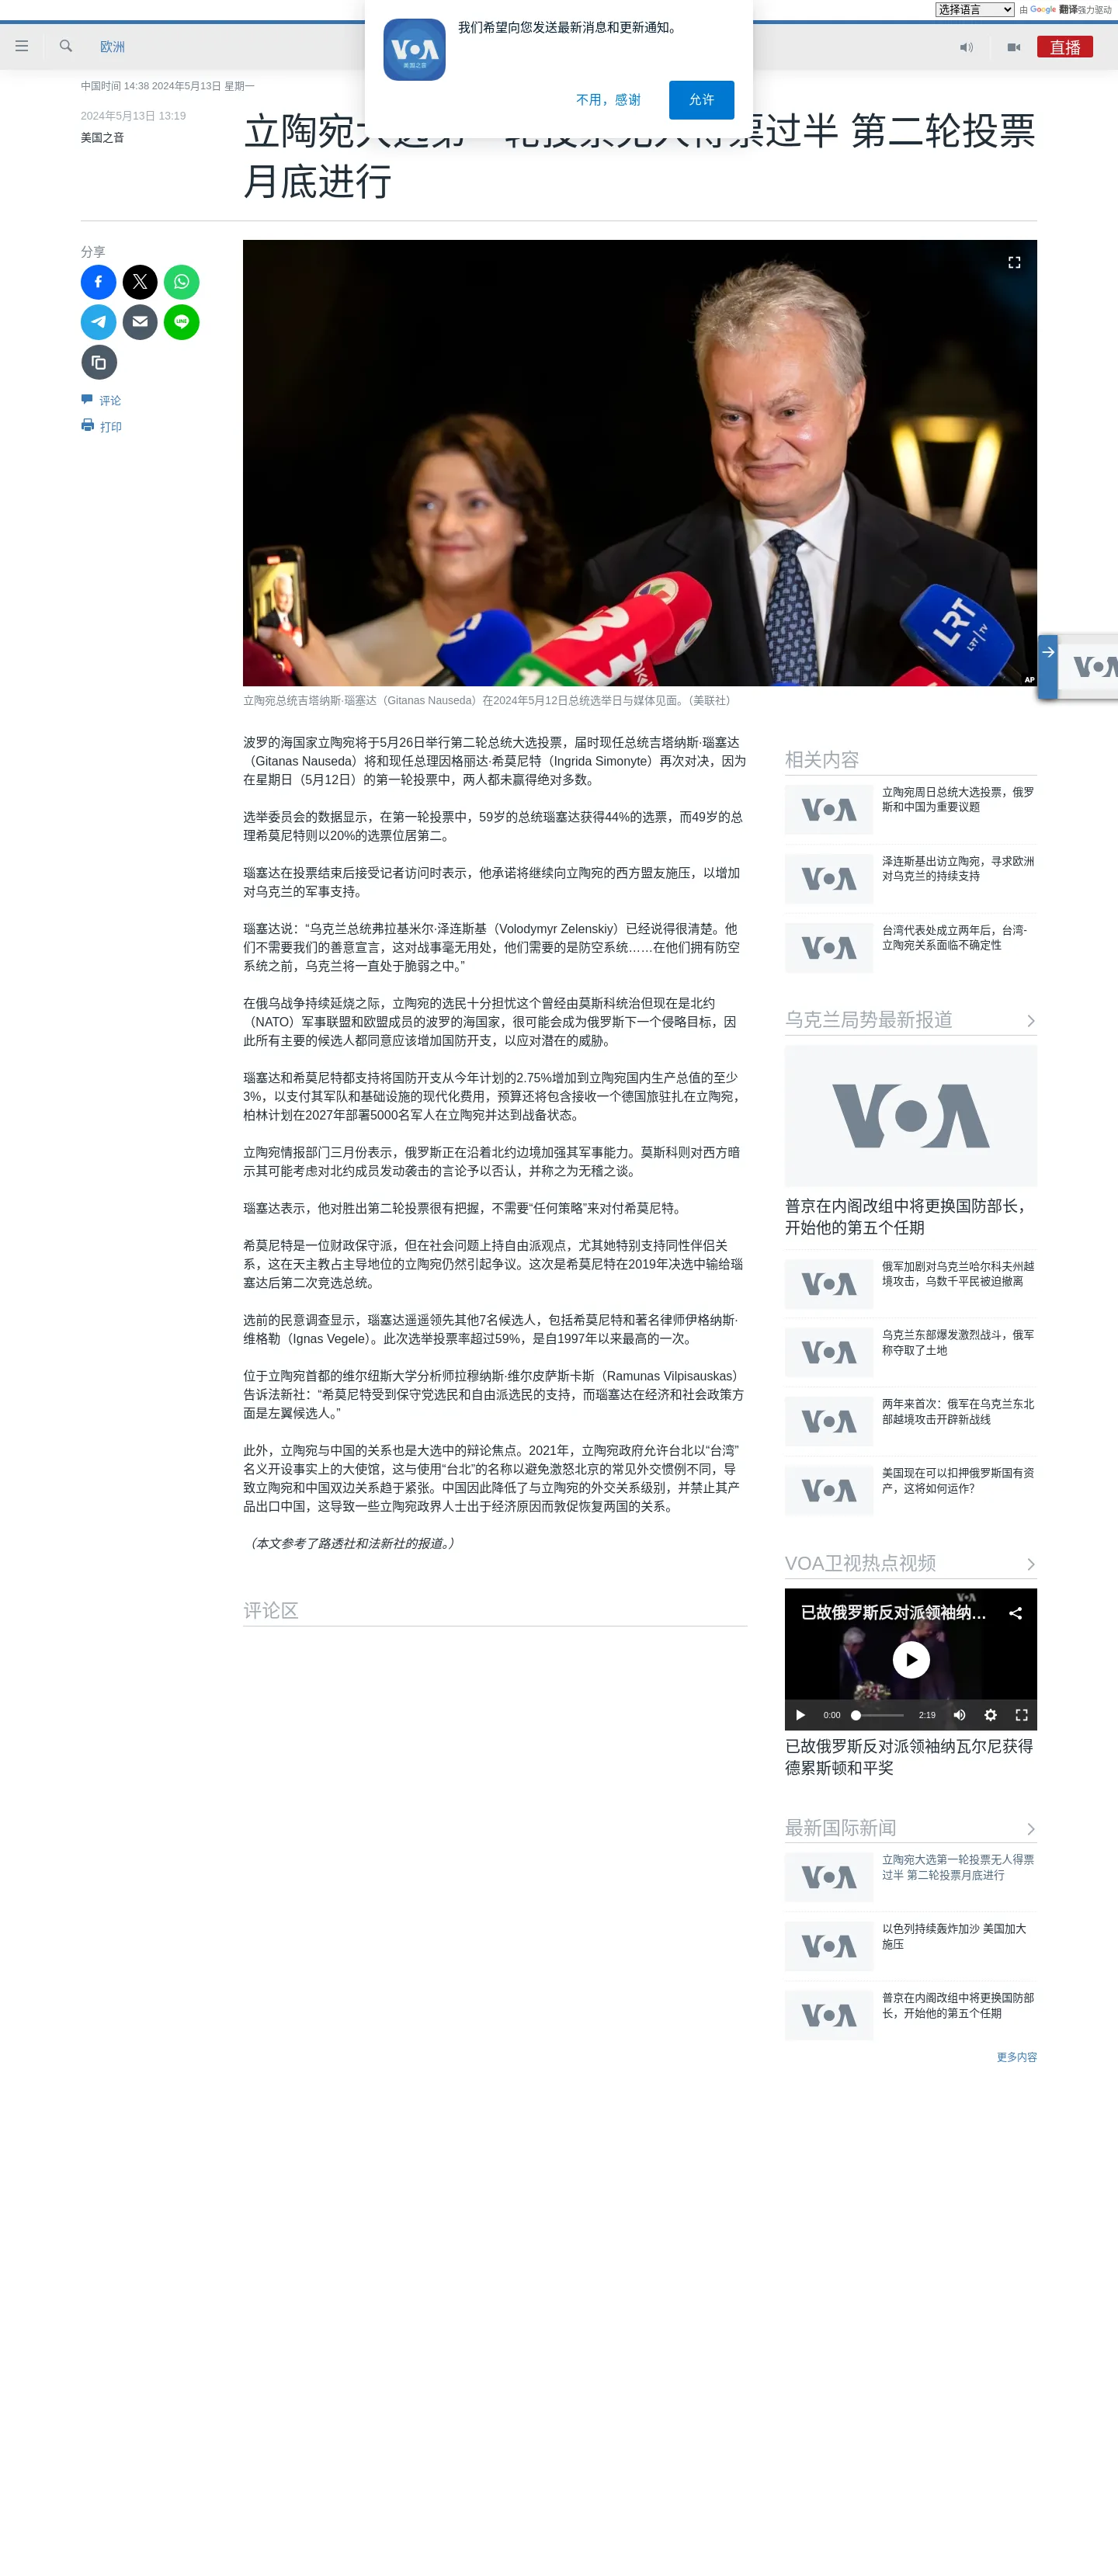 选择语言 由 Google 翻译强力驱动
我们希望向您发送最新消息和更新通知。
VOA
美国之音
不用，感谢
允许
欧洲
直播
中国时间 14:38 2024年5月13日 星期一
2024年5月13日 13:19
美国之音
立陶宛大选第一轮投票无人得票过半 第二轮投票
月底进行
分享
评论
打印
LRT
LRT TV
AP
立陶宛总统吉塔纳斯·瑙塞达（Gitanas Nauseda）在2024年5月12日总统选举日与媒体见面。（美联社）
波罗的海国家立陶宛将于5月26日举行第二轮总统大选投票，届时现任总统吉塔纳斯·瑙塞达
（Gitanas Nauseda）将和现任总理因格丽达·希莫尼特（Ingrida Simonyte）再次对决，因为
在星期日（5月12日）的第一轮投票中，两人都未赢得绝对多数。
选举委员会的数据显示，在第一轮投票中，59岁的总统瑙塞达获得44%的选票，而49岁的总
理希莫尼特则以20%的选票位居第二。
瑙塞达在投票结束后接受记者访问时表示，他承诺将继续向立陶宛的西方盟友施压，以增加
对乌克兰的军事支持。
瑙塞达说：“乌克兰总统弗拉基米尔·泽连斯基（Volodymyr Zelenskiy）已经说得很清楚。他
们不需要我们的善意宣言，这对战事毫无用处，他们需要的是防空系统……在他们拥有防空
系统之前，乌克兰将一直处于脆弱之中。”
在俄乌战争持续延烧之际，立陶宛的选民十分担忧这个曾经由莫斯科统治但现在是北约
（NATO）军事联盟和欧盟成员的波罗的海国家，很可能会成为俄罗斯下一个侵略目标，因
此所有主要的候选人都同意应该增加国防开支，以应对潜在的威胁。
瑙塞达和希莫尼特都支持将国防开支从今年计划的2.75%增加到立陶宛国内生产总值的至少
3%，以支付其军队和基础设施的现代化费用，预算还将包含接收一个德国旅驻扎在立陶宛，
柏林计划在2027年部署5000名军人在立陶宛并达到战备状态。
立陶宛情报部门三月份表示，俄罗斯正在沿着北约边境加强其军事能力。莫斯科则对西方暗
示其可能考虑对北约成员发动袭击的言论予以否认，并称之为无稽之谈。
瑙塞达表示，他对胜出第二轮投票很有把握，不需要“任何策略”来对付希莫尼特。
希莫尼特是一位财政保守派，但在社会问题上持自由派观点，尤其她特别支持同性伴侣关
系，这在天主教占主导地位的立陶宛仍然引起争议。这次是希莫尼特在2019年决选中输给瑙
塞达后第二次竞选总统。
选前的民意调查显示，瑙塞达遥遥领先其他7名候选人，包括希莫尼特和著名律师伊格纳斯·
维格勒（Ignas Vegele）。此次选举投票率超过59%，是自1997年以来最高的一次。
位于立陶宛首都的维尔纽斯大学分析师拉穆纳斯·维尔皮萨斯卡斯（Ramunas Vilpisauskas）
告诉法新社：“希莫尼特受到保守党选民和自由派选民的支持，而瑙塞达在经济和社会政策方
面是左翼候选人。”
此外，立陶宛与中国的关系也是大选中的辩论焦点。2021年，立陶宛政府允许台北以“台湾”
名义开设事实上的大使馆，这与使用“台北”的名称以避免激怒北京的常见外交惯例不同，导
致立陶宛和中国双边关系趋于紧张。中国因此降低了与立陶宛的外交关系级别，并禁止其产
品出口中国，这导致一些立陶宛政界人士出于经济原因而敦促恢复两国的关系。
（本文参考了路透社和法新社的报道。）
评论区
相关内容
VOA
立陶宛周日总统大选投票，俄罗
斯和中国为重要议题
VOA
泽连斯基出访立陶宛，寻求欧洲
对乌克兰的持续支持
VOA
台湾代表处成立两年后，台湾-
立陶宛关系面临不确定性
乌克兰局势最新报道
VOA
普京在内阁改组中将更换国防部长，
开始他的第五个任期
VOA
俄军加剧对乌克兰哈尔科夫州越
境攻击，乌数千平民被迫撤离
VOA
乌克兰东部爆发激烈战斗，俄军
称夺取了土地
VOA
两年来首次：俄军在乌克兰东北
部越境攻击开辟新战线
VOA
美国现在可以扣押俄罗斯国有资
产，这将如何运作？
VOA卫视热点视频
VOA
已故俄罗斯反对派领袖纳...
0:00
2:19
已故俄罗斯反对派领袖纳瓦尔尼获得
德累斯顿和平奖
最新国际新闻
VOA
立陶宛大选第一轮投票无人得票
过半 第二轮投票月底进行
VOA
以色列持续轰炸加沙 美国加大
施压
VOA
普京在内阁改组中将更换国防部
长，开始他的第五个任期
更多内容